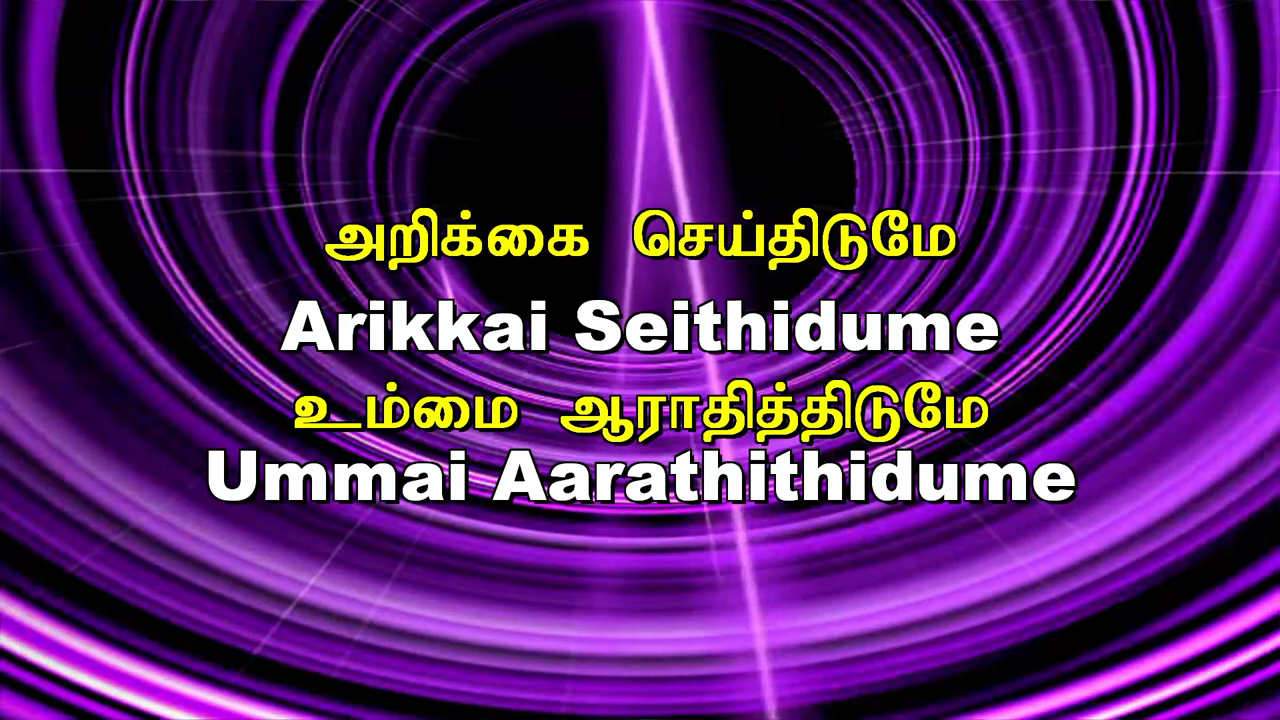 அறிக்கை செய்திடுமே
Arikkai Seithidume
உம்மை ஆராதித்திடுமே
Ummai Aarathithidume